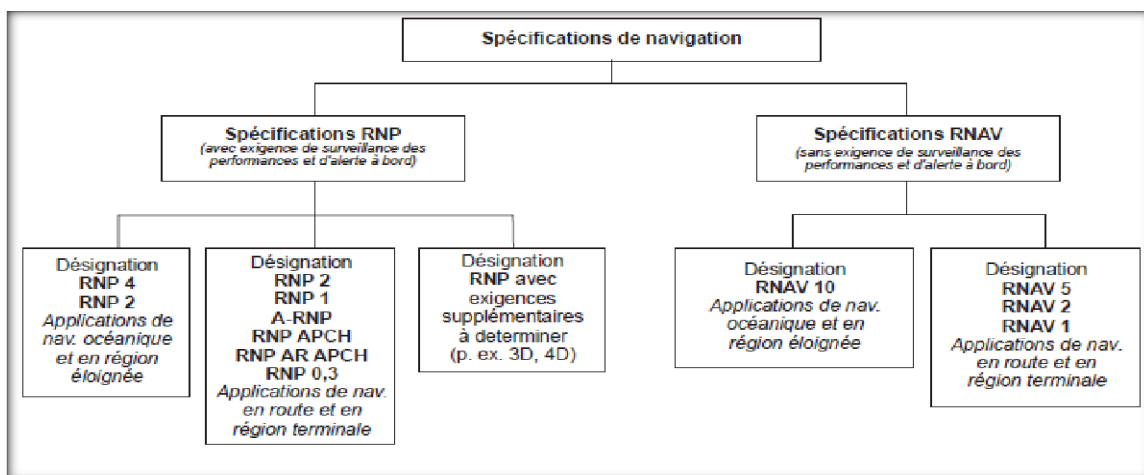 Spécifications de navigation
Spécifications RNP
(avec exigence de surveillance des
performances et d'alerte à bord)
Spécifications RNAV
(sans exigence de surveillance des
performances et d'alerte à bord)
Désignation
RNP 4
RNP 2
Applications de
nav. océanique
et en région
éloignée
Désignation
RNP 2
RNP 1
A-RNP
RNP APCH
RNP AR APCH
RNP 0,3
Applications de nav.
en route et en
région terminale
Désignation
RNP avec
exigences
supplémentaires
à determiner
(p. ex. 3D, 4D)
Désignation
RNAV 10
Applications de nav.
océanique et en
région éloignée
Désignation
RNAV 5
RNAV 2
RNAV 1
Applications de nav.
en route et en
région terminale